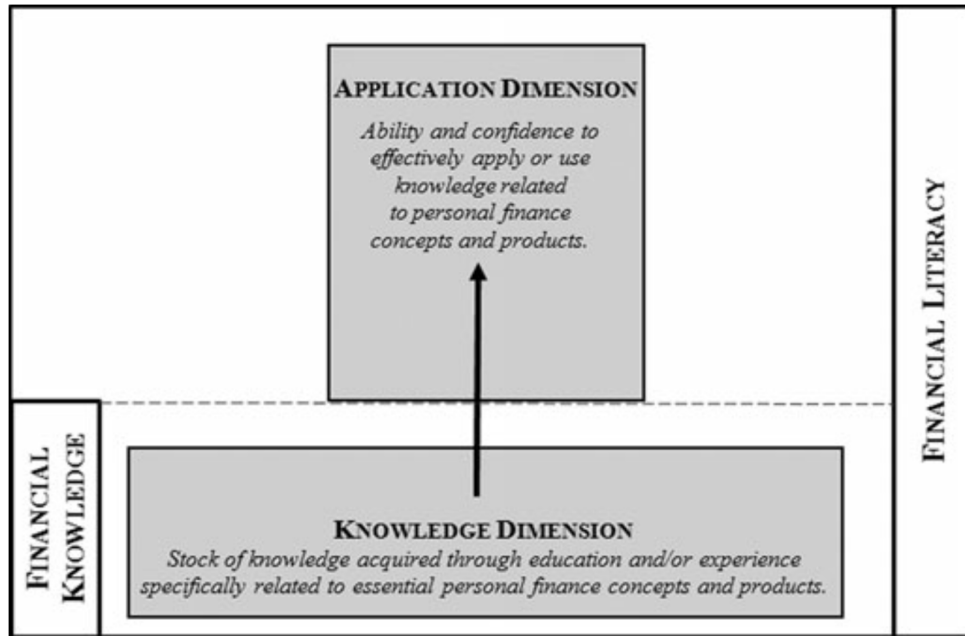 APPLICATION DIMENSION
Ability and confidence to
effectively apply or use
knowledge related
to personal finance
concepts and products.
FINANCIAL LITERACY
FINANCIAL
KNOWLEDGE
KNOWLEDGE DIMENSION
Stock of knowledge acquired through education and/or experience
specifically related to essential personal finance concepts and products.